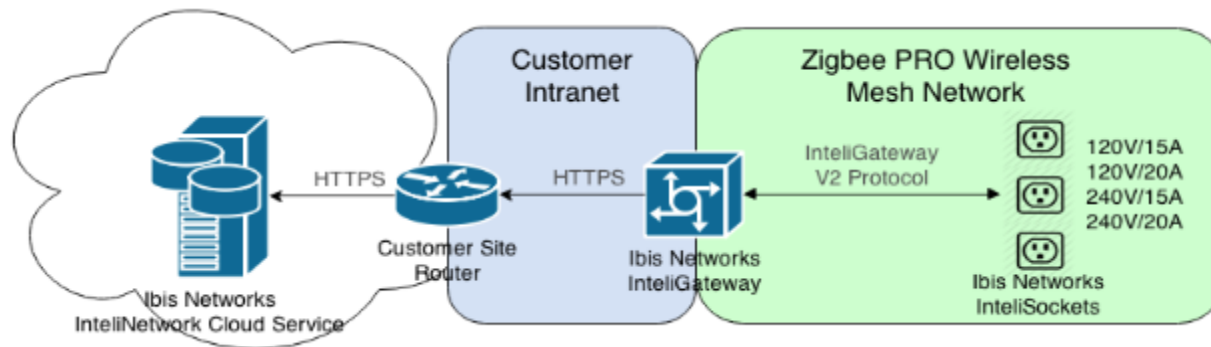 Customer
Intranet
Zigbee PRO Wireless
Mesh Network
HTTPS
HTTPS
InteliGateway
V2 Protocol
120V/15A
120V/20A
240V/15A
240V/20A
Customer Site
Router
Ibis Networks
InteliGateway
Ibis Networks
InteliSockets
Ibis Networks
InteliNetwork Cloud Service